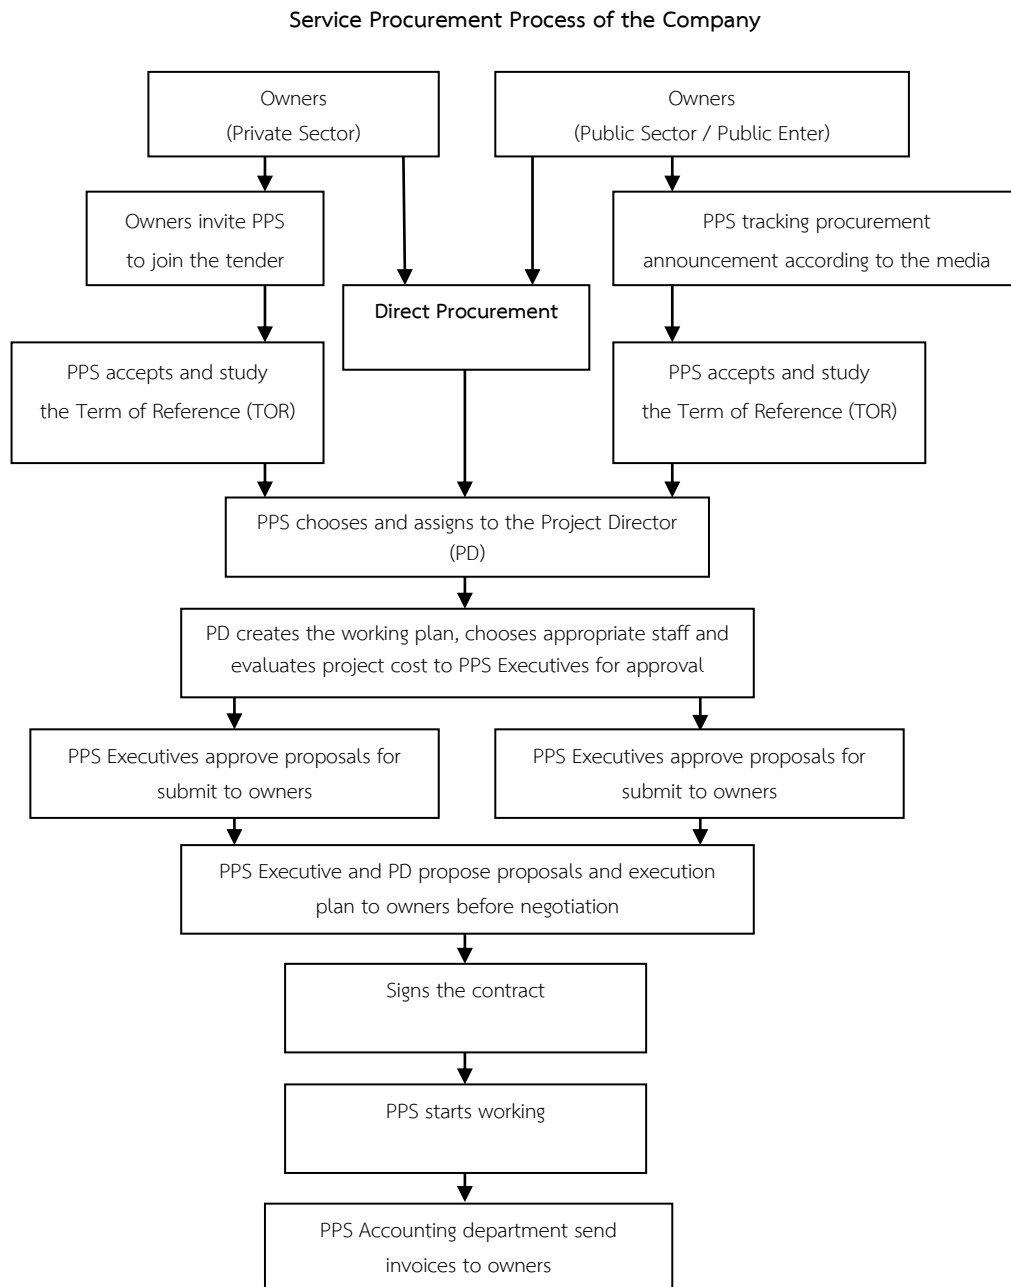 Service Procurement Process of the Company
Owners
(Private Sector)
Owners
(Public Sector / Public Enter)
Owners invite PPS
to join the tender
PPS tracking procurement
announcement according to the media
Direct Procurement
PPS accepts and study
the Term of Reference (TOR)
PPS accepts and study
the Term of Reference (TOR)
PPS chooses and assigns to the Project Director
(PD)
PD creates the working plan, chooses appropriate staff and
evaluates project cost to PPS Executives for approval
PPS Executives approve proposals for
submit to owners
PPS Executives approve proposals for
submit to owners
PPS Executive and PD propose proposals and execution
plan to owners before negotiation
Signs the contract
PPS starts working
PPS Accounting department send
invoices to owners